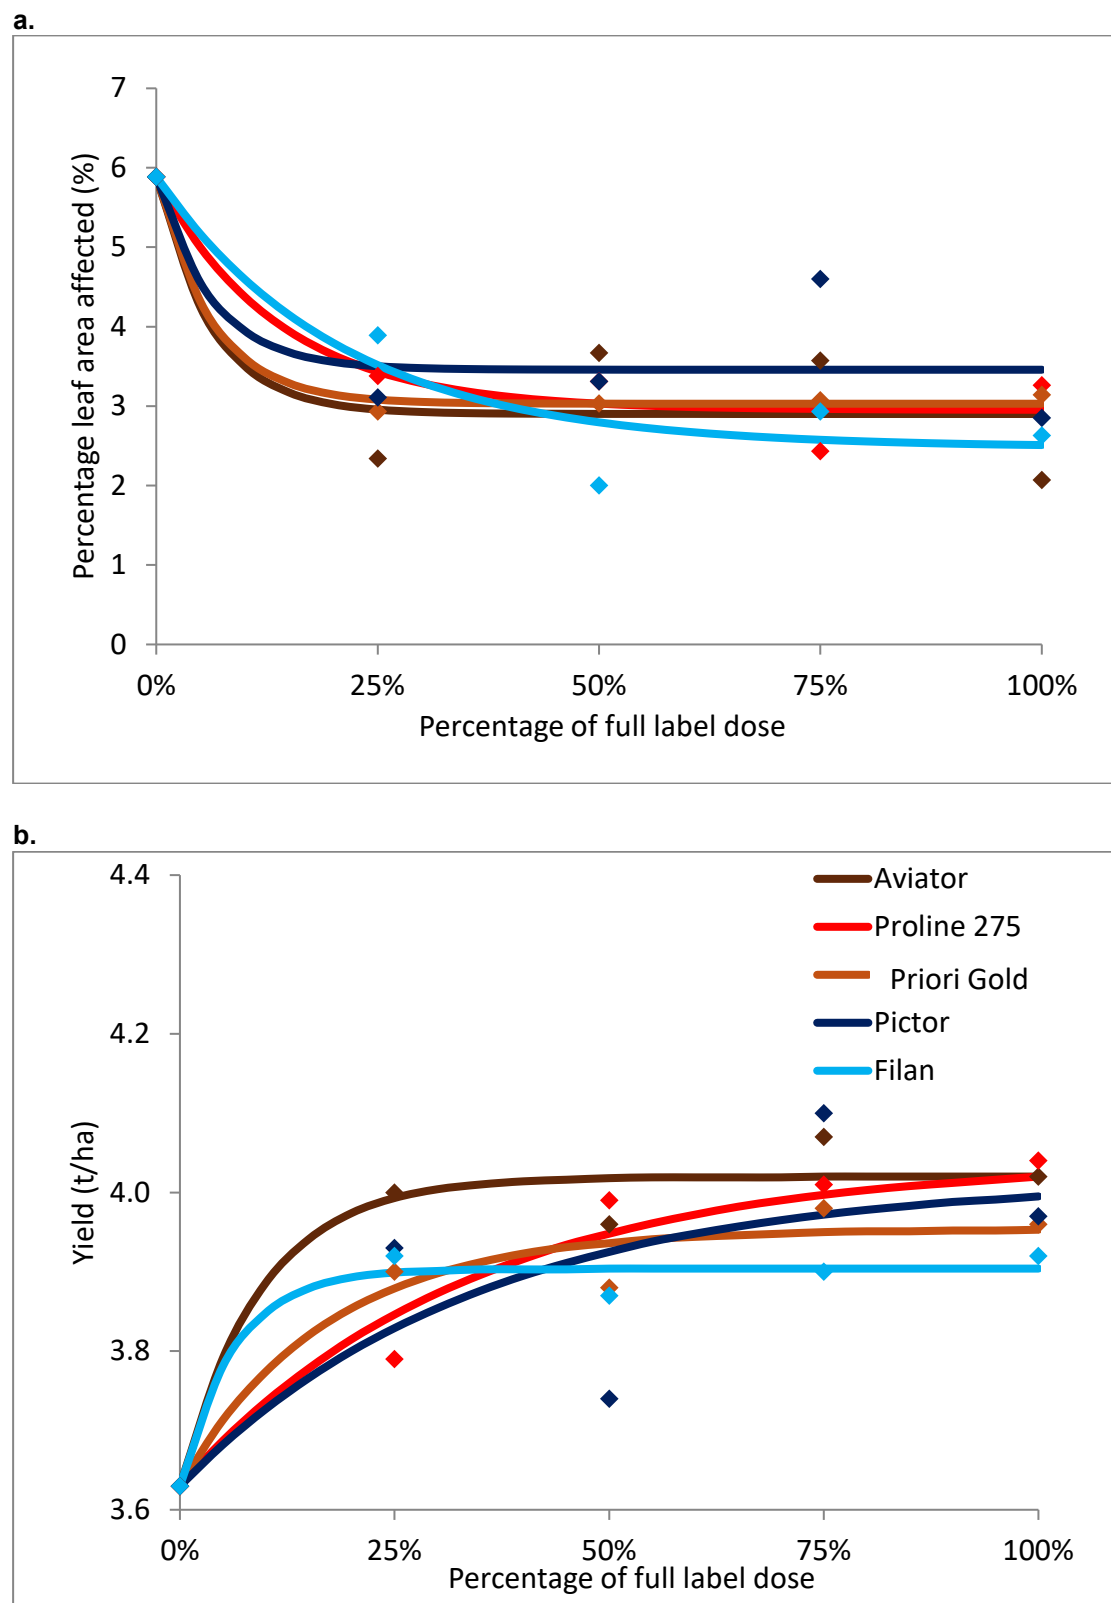 a.
Percentage leaf area affected (%)
7
6
5
4
3
2
1
0
0% 25% 50% 75% 100%
Percentage of full label dose
b.
Yield (t/ha)
4.4
4.2
4.0
3.8
3.6
Aviator
Proline 275
Priori Gold
Pictor
Filan
0% 25% 50% 75% 100%
Percentage of full label dose